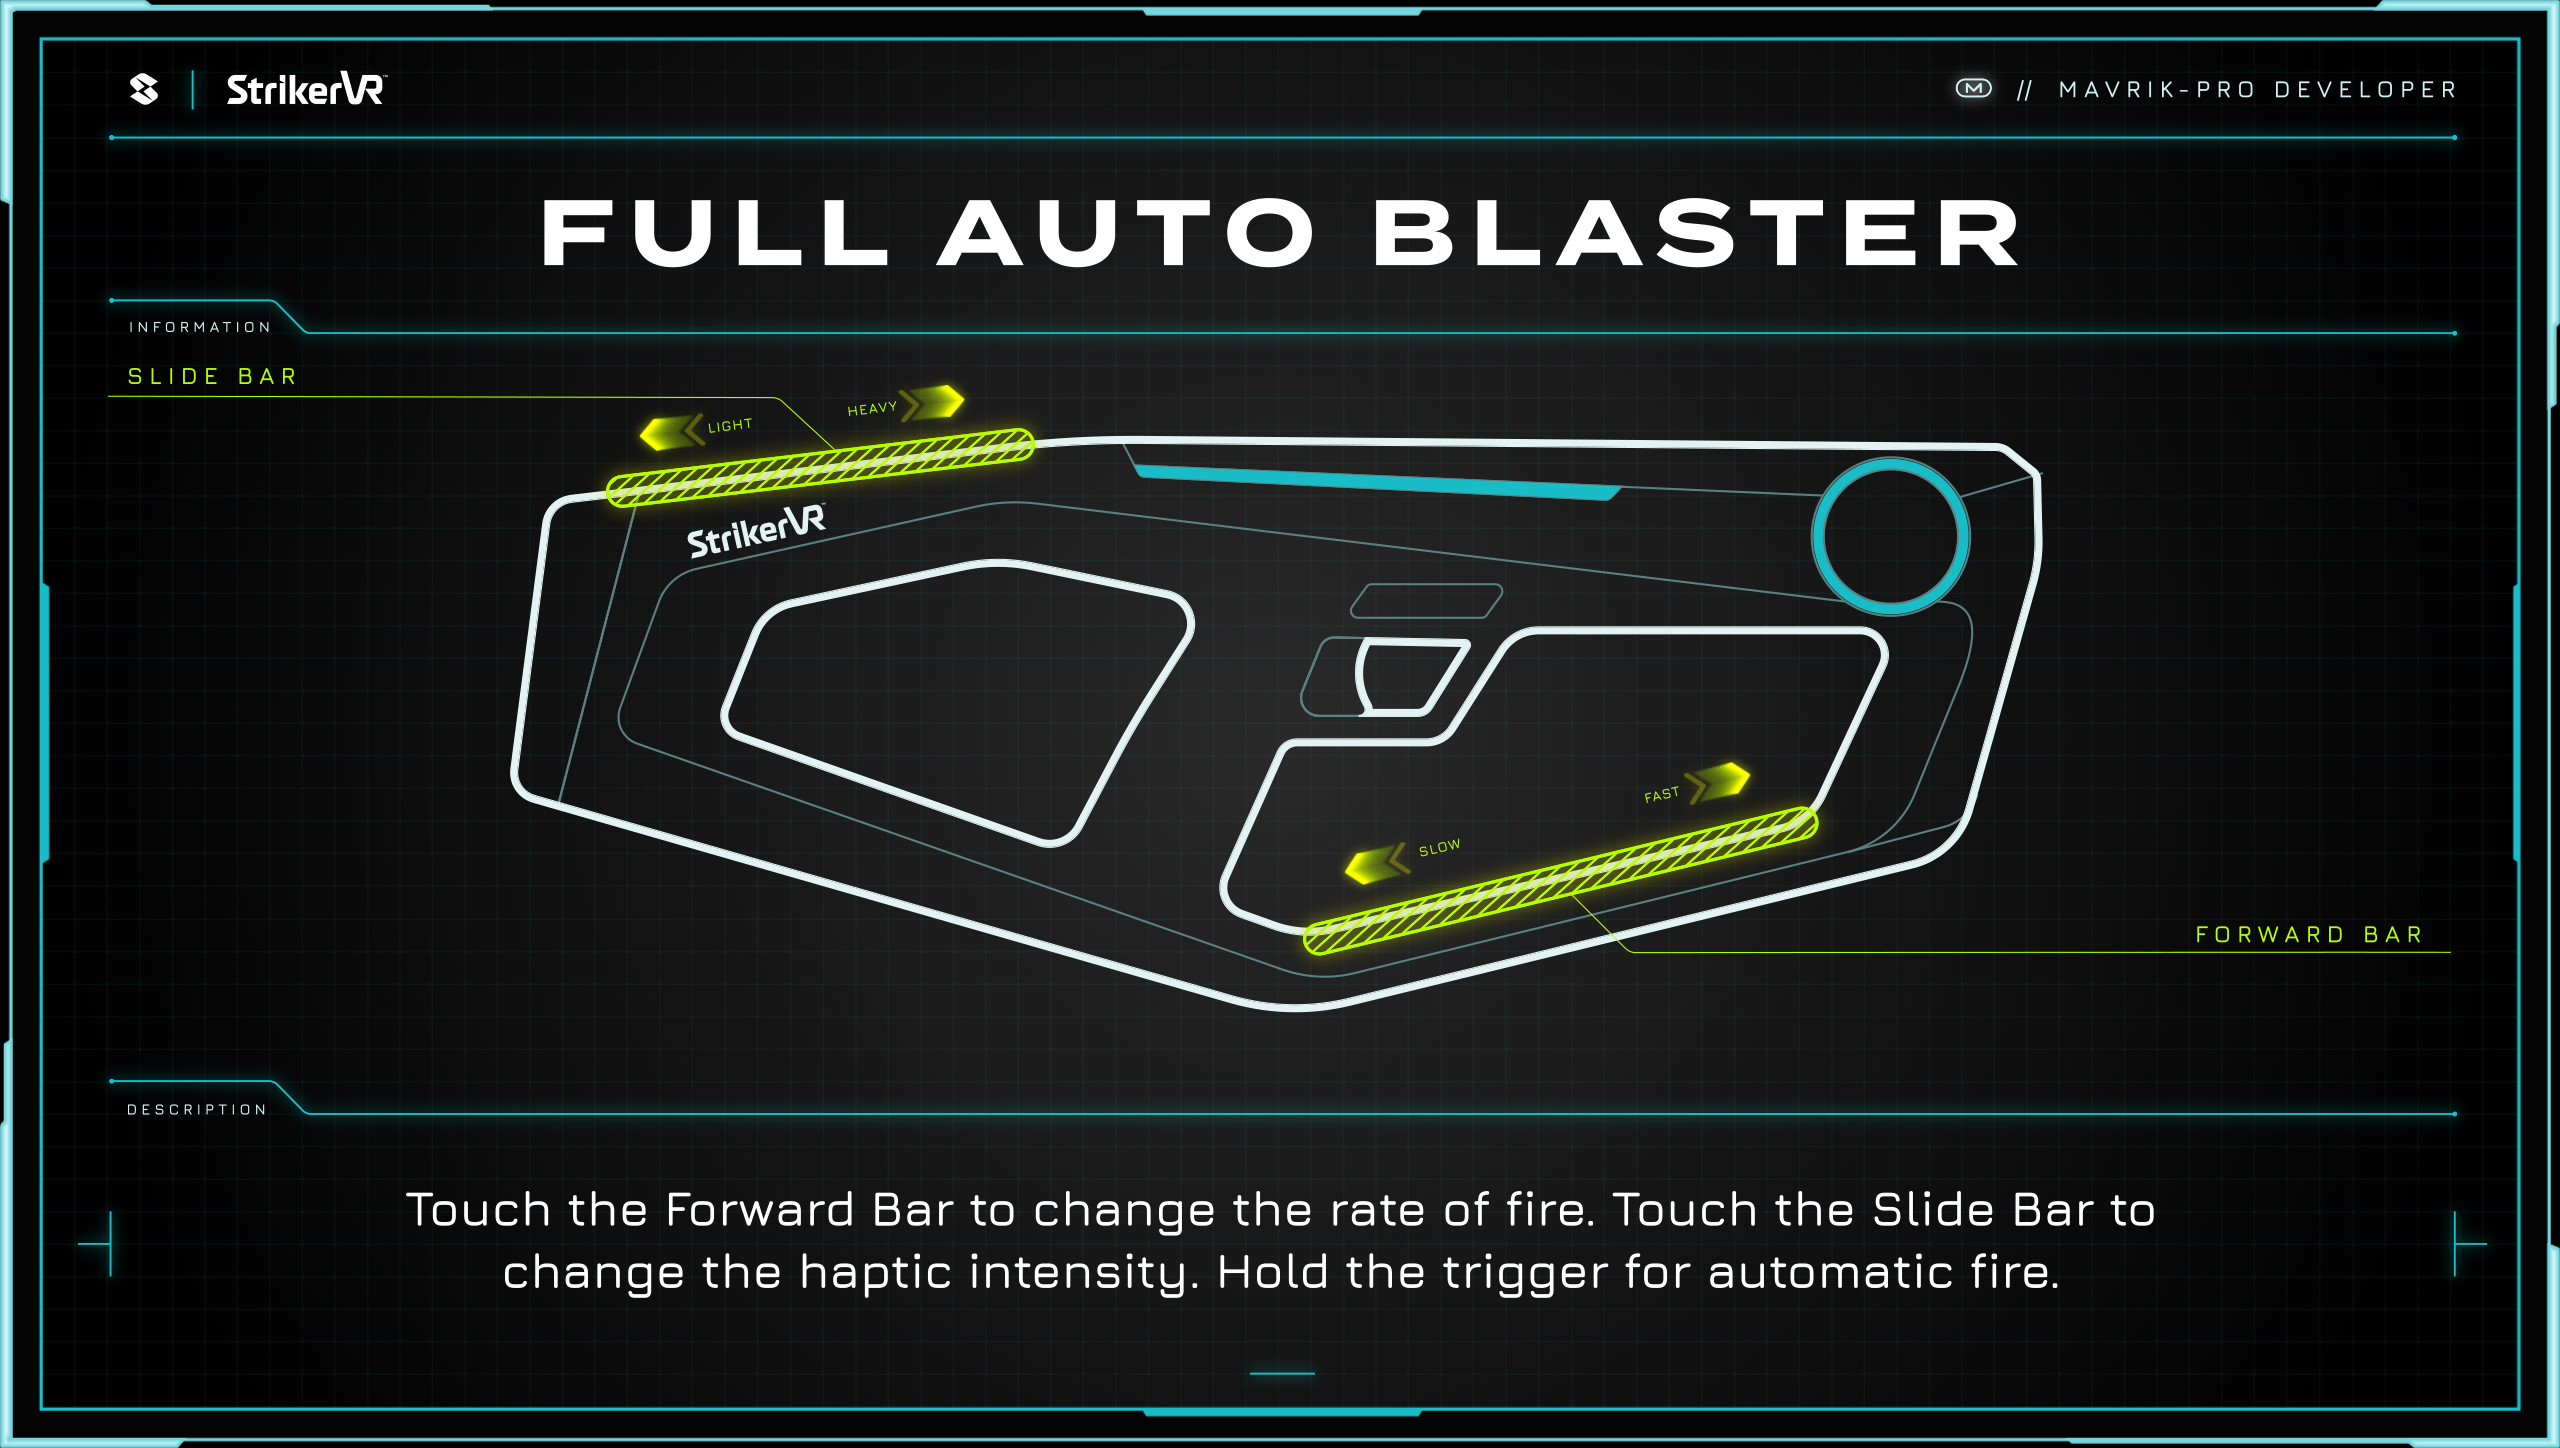 StrikerVR™
M // MAVRIK-PRO DEVELOPER
FULL AUTO BLASTER
INFORMATION
SLIDE BAR
LIGHT
HEAVY
StrikerVR
FAST
SLOW
FORWARD BAR
DESCRIPTION
Touch the Forward Bar to change the rate of fire. Touch the Slide Bar to
change the haptic intensity. Hold the trigger for automatic fire.